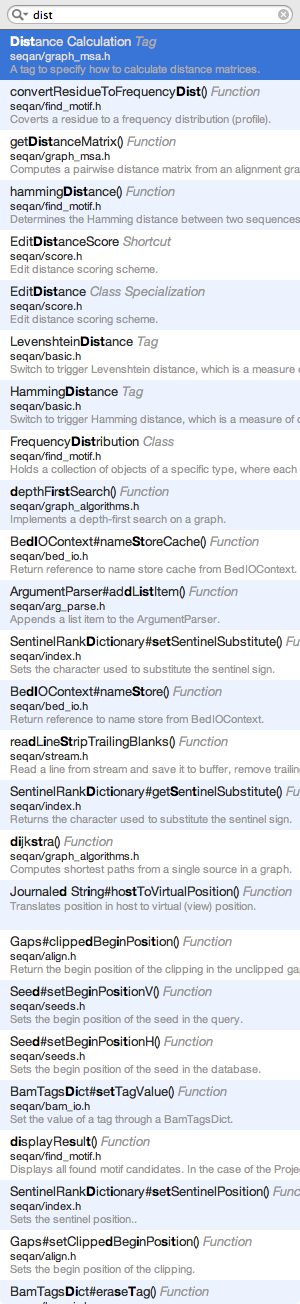 dist
Distance Calculation Tag
seqan/graph_msa.h
A tag to specify how to calculate distance matrices.
convertResidueToFrequencyDist() Function
seqan/find_motif.h
Coverts a residue to a frequency distribution (profile).
getDistanceMatrix() Function
seqan/graph_msa.h
Computes a pairwise distance matrix from an alignment gra
hammingDistance() Function
seqan/find_motif.h
Determines the Hamming distance between two sequences
EditDistanceScore Shortcut
seqan/score.h
Edit distance scoring scheme.
EditDistance Class Specialization
seqan/score.h
Edit distance scoring scheme.
LevenshteinDistance Tag
seqan/basic.h
Switch to trigger Levenshtein distance, which is a measure
HammingDistance Tag
seqan/basic.h
Switch to trigger Hamming distance, which is a measure of
FrequencyDistribution Class
seqan/find_motif.h
Holds a collection of objects of a specific type, where each
depthFirstSearch() Function
seqan/graph_algorithms.h
Implements a depth-first search on a graph.
BedIOContext#nameStoreCache() Function
seqan/bed_io.h
Return reference to name store cache from BedIOContext.
ArgumentParser#addListItem() Function
seqan/arg_parse.h
Appends a list item to the ArgumentParser.
SentinelRankDictionary#setSentinelSubstitute() Fu
seqan/index.h
Sets the character used to substitute the sentinel sign.
BedIOContext#nameStore() Function
seqan/bed_io.h
Return reference to name store from BedIOContext.
readLineStripTrailingBlanks() Function
seqan/stream.h
Read a line from stream and save it to buffer, remove trailin
SentinelRankDictionary#getSentinelSubstitute() Fu
seqan/index.h
Returns the character used to substitute the sentinel sign.
dijkstra() Function
seqan/graph_algorithms.h
Computes shortest paths from a single source in a graph.
Journaled String#hostToVirtualPosition() Function
Translates position in host to virtual (view) position.
Gaps#clippedBeginPosition() Function
seqan/align.h
Return the begin position of the clipping in the unclipped ga
Seed#setBeginPositionV() Function
seqan/seeds.h
Sets the begin position of the seed in the query.
Seed#setBeginPositionH() Function
seqan/seeds.h
Sets the begin position of the seed in the database.
BamTagsDict#setTagValue() Function
seqan/bam_io.h
Set the value of a tag through a BamTagsDict.
displayResult() Function
seqan/find_motif.h
Displays all found motif candidates. In the case of the Proje
SentinelRankDictionary#setSentinelPosition() Func
seqan/index.h
Sets the sentinel position..
Gaps#setClippedBeginPosition() Function
seqan/align.h
Sets the begin position of the clipping.
BamTagsDict#eraseTag() Function